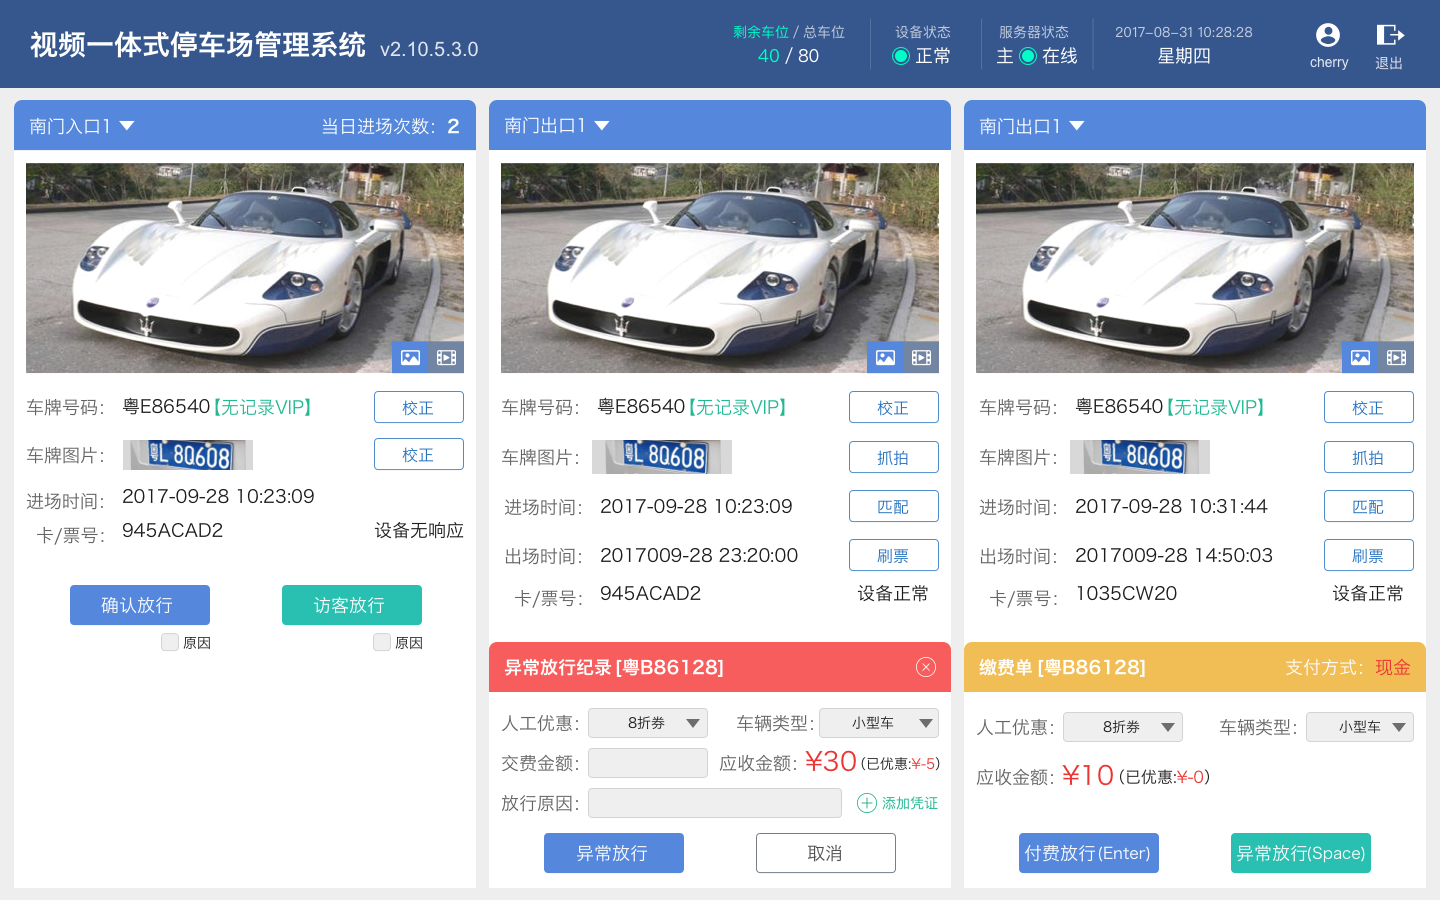 视频一体式停车场管理系统 v2.10.5.3.0
剩余车位 / 总车位
40 / 80
设备状态
正常
服务器状态
主 在线
2017-08-31 10:28:28
星期四
cherry
退出
南门入口1
当日进场次数: 2
车牌号码: 粤E86540【无记录VIP】 校正
车牌图片: 粤L 8Q608 校正
进场时间: 2017-09-28 10:23:09
卡/票号: 945ACAD2 设备无响应
确认放行 访客放行
原因 原因
南门出口1
车牌号码: 粤E86540【无记录VIP】 校正
车牌图片: 粤L 8Q608 抓拍
进场时间: 2017-09-28 10:23:09 匹配
出场时间: 2017009-28 23:20:00 刷票
卡/票号: 945ACAD2 设备正常
异常放行纪录 [粤B86128]
人工优惠: 8折券 车辆类型: 小型车
交费金额: 应收金额: ¥30 (已优惠:¥-5)
放行原因: 添加凭证
异常放行 取消
南门出口1
车牌号码: 粤E86540【无记录VIP】 校正
车牌图片: 粤L 8Q608 抓拍
进场时间: 2017-09-28 10:31:44 匹配
出场时间: 2017009-28 14:50:03 刷票
卡/票号: 1035CW20 设备正常
缴费单 [粤B86128] 支付方式: 现金
人工优惠: 8折券 车辆类型: 小型车
应收金额: ¥10 (已优惠:¥-0)
付费放行(Enter) 异常放行(Space)